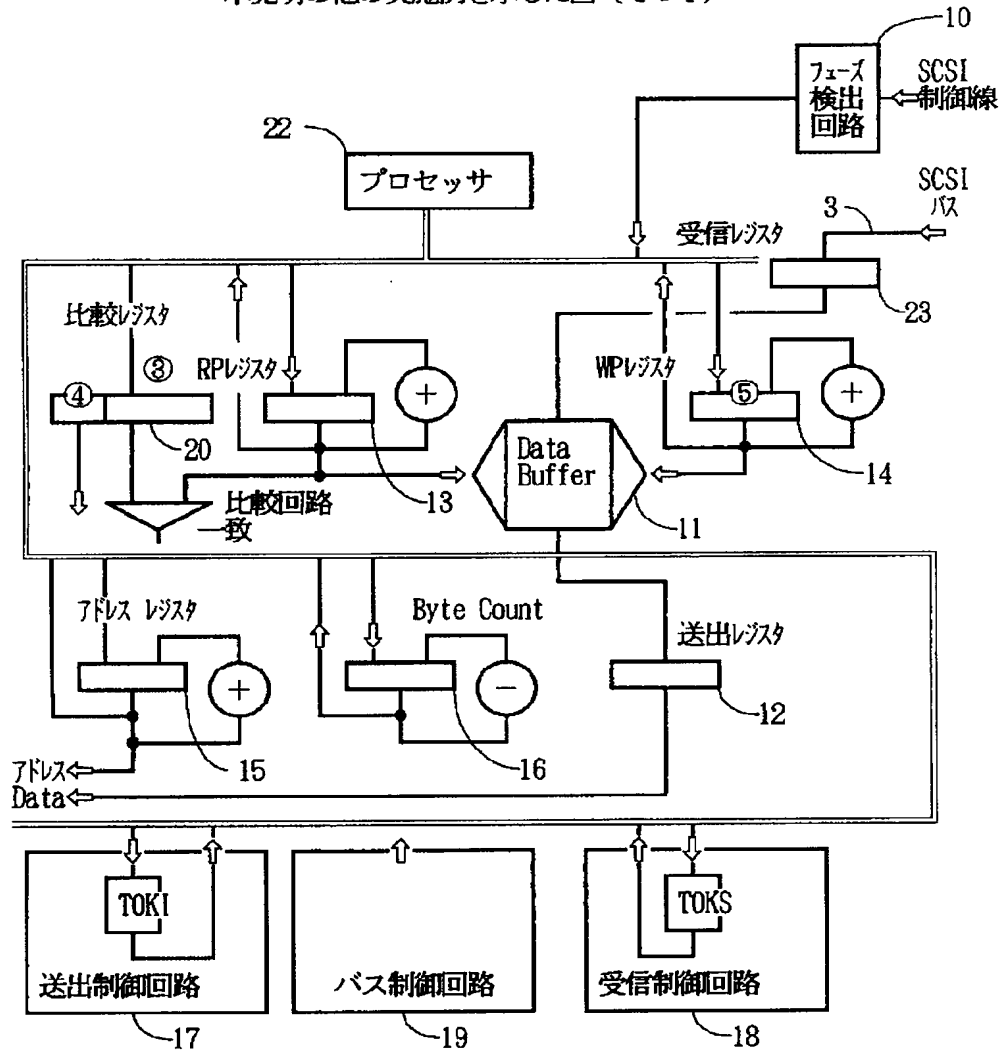 10
フェーズ
検出
回路
SCSI
制御線
22
プロセッサ
SCSI
バス
3
受信レジスタ
23
比較レジスタ
③
④
20
RPレジスタ
+
13
WPレジスタ
⑤
+
14
Data
Buffer
11
比較回路
一致
アドレス レジスタ
+
15
Byte Count
−
16
送出レジスタ
12
アドレス
Data
TOKI
送出制御回路
17
バス制御回路
19
TOKS
受信制御回路
18